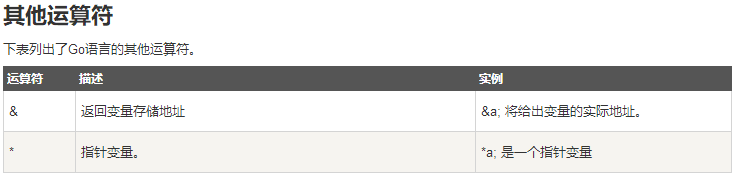 其他运算符
下表列出了Go语言的其他运算符。
运算符 描述 实例
& 返回变量存储地址 &a; 将给出变量的实际地址。
* 指针变量。 *a; 是一个指针变量